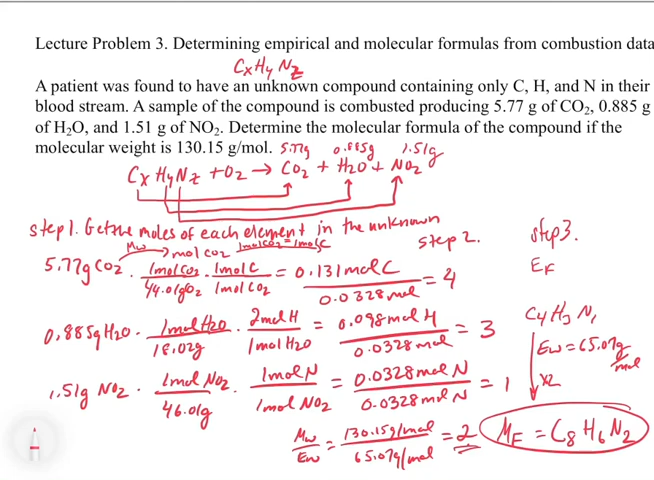 Lecture Problem 3. Determining empirical and molecular formulas from combustion data
CxHyNz
A patient was found to have an unknown compound containing only C, H, and N in their
blood stream. A sample of the compound is combusted producing 5.77 g of CO₂, 0.885 g
of H₂O, and 1.51 g of NO₂. Determine the molecular formula of the compound if the
molecular weight is 130.15 g/mol. 5.77g 0.885g 1.51g
CxHyNz + O2 → CO2 + H2O + NO2
step 1. Get the moles of each element in the unknown
MW → mol CO2 1molCO2=1molC step 2. step 3.
5.77g CO2 · 1mol CO2/44.01gCO2 · 1mol C/1mol CO2 = 0.131 mol C/0.0328 mol = 4 EF
0.885g H2O · 1mol H2O/18.02g · 2mol H/1mol H2O = 0.098 mol H/0.0328 mol = 3 C4H3N1
EW = 65.07g/mol
1.51g NO2 · 1mol NO2/46.01g · 1mol N/1mol NO2 = 0.0328 mol N/0.0328 mol N = 1 x2
MW/EW = 130.15g/mol/65.07g/mol = 2 MF = C8H6N2